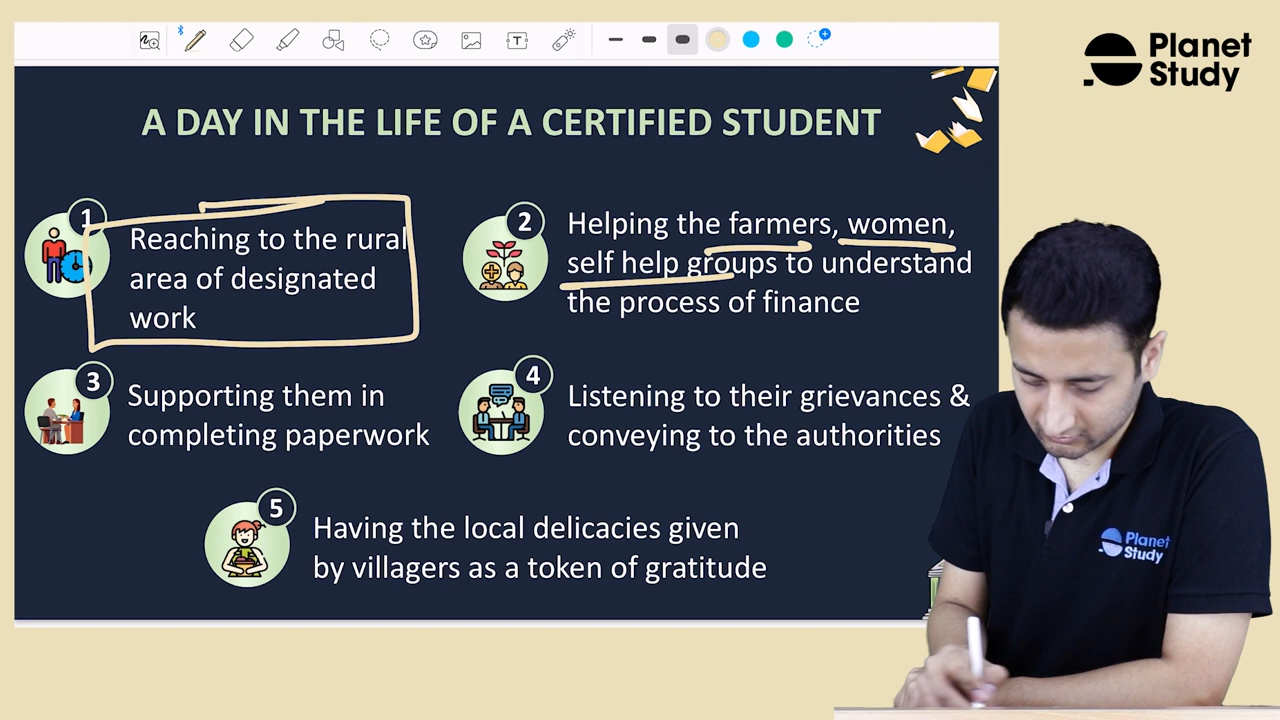 Planet
Study
A DAY IN THE LIFE OF A CERTIFIED STUDENT
1
Reaching to the rural
area of designated
work
2
Helping the farmers, women,
self help groups to understand
the process of finance
3
Supporting them in
completing paperwork
4
Listening to their grievances &
conveying to the authorities
5
Having the local delicacies given
by villagers as a token of gratitude
Planet
Study